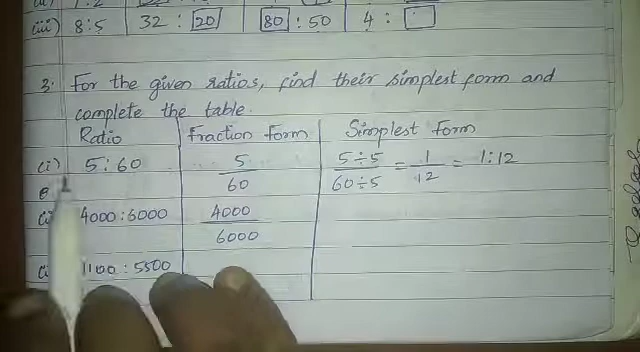 iii) 8:5 32 : 20 80 : 50 4 :
3. For the given ratios, find their simplest form and
complete the table.
Ratio Fraction Form Simplest Form
(i) 5:60 5/60 5÷5/60÷5 = 1/12 = 1:12
4000:6000 4000/6000
1100:5500